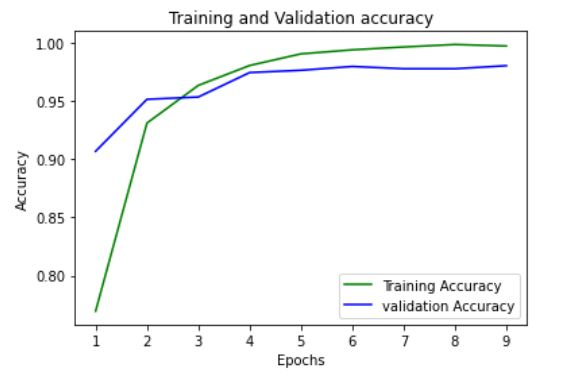 Training and Validation accuracy
1.00
0.95
0.90
0.85
0.80
Accuracy
Training Accuracy
validation Accuracy
1 2 3 4 5 6 7 8 9
Epochs